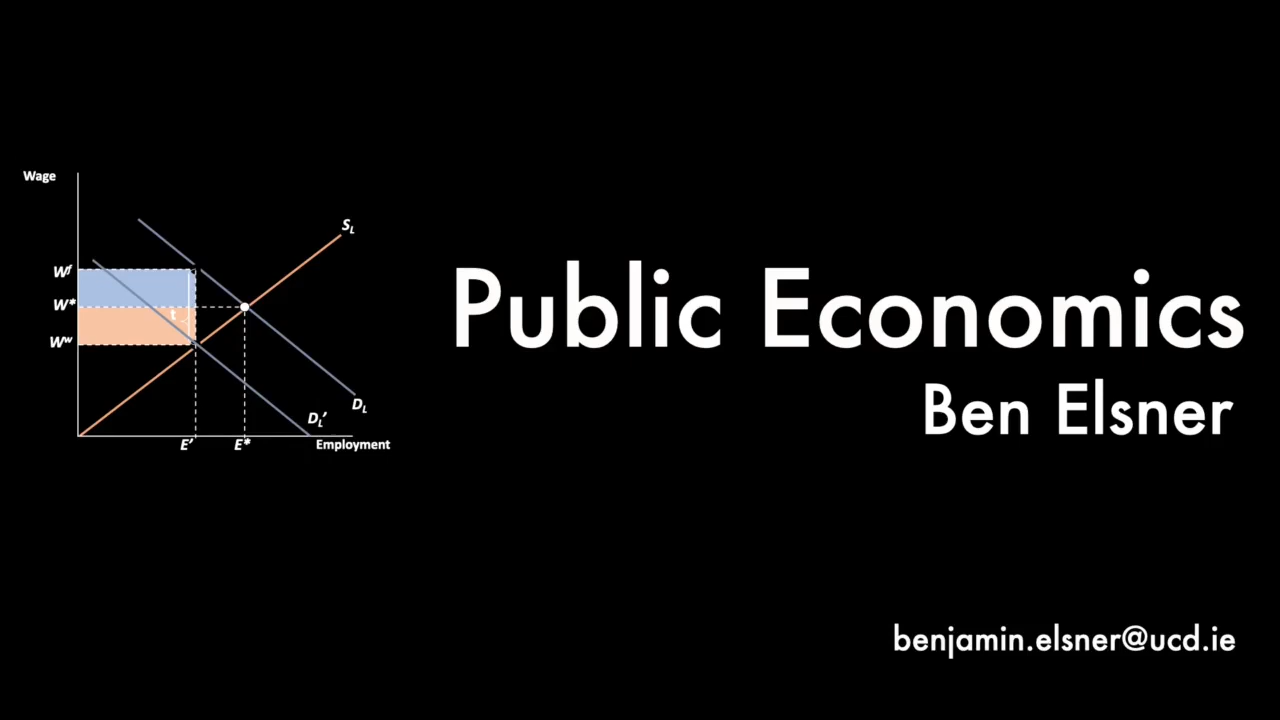 Wage
S_L
W^f
W*
t
W^w
D_L
D_L'
E'
E*
Employment
Public Economics
Ben Elsner
benjamin.elsner@ucd.ie